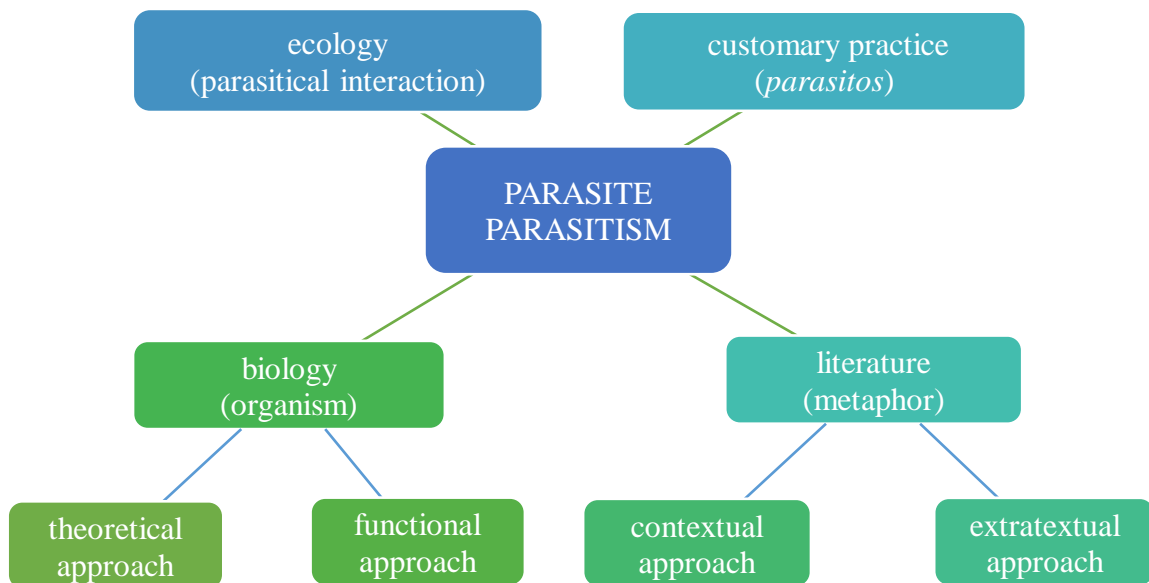 ecology
(parasitical interaction)
customary practice
(parasitos)
PARASITE
PARASITISM
biology
(organism)
literature
(metaphor)
theoretical
approach
functional
approach
contextual
approach
extratextual
approach